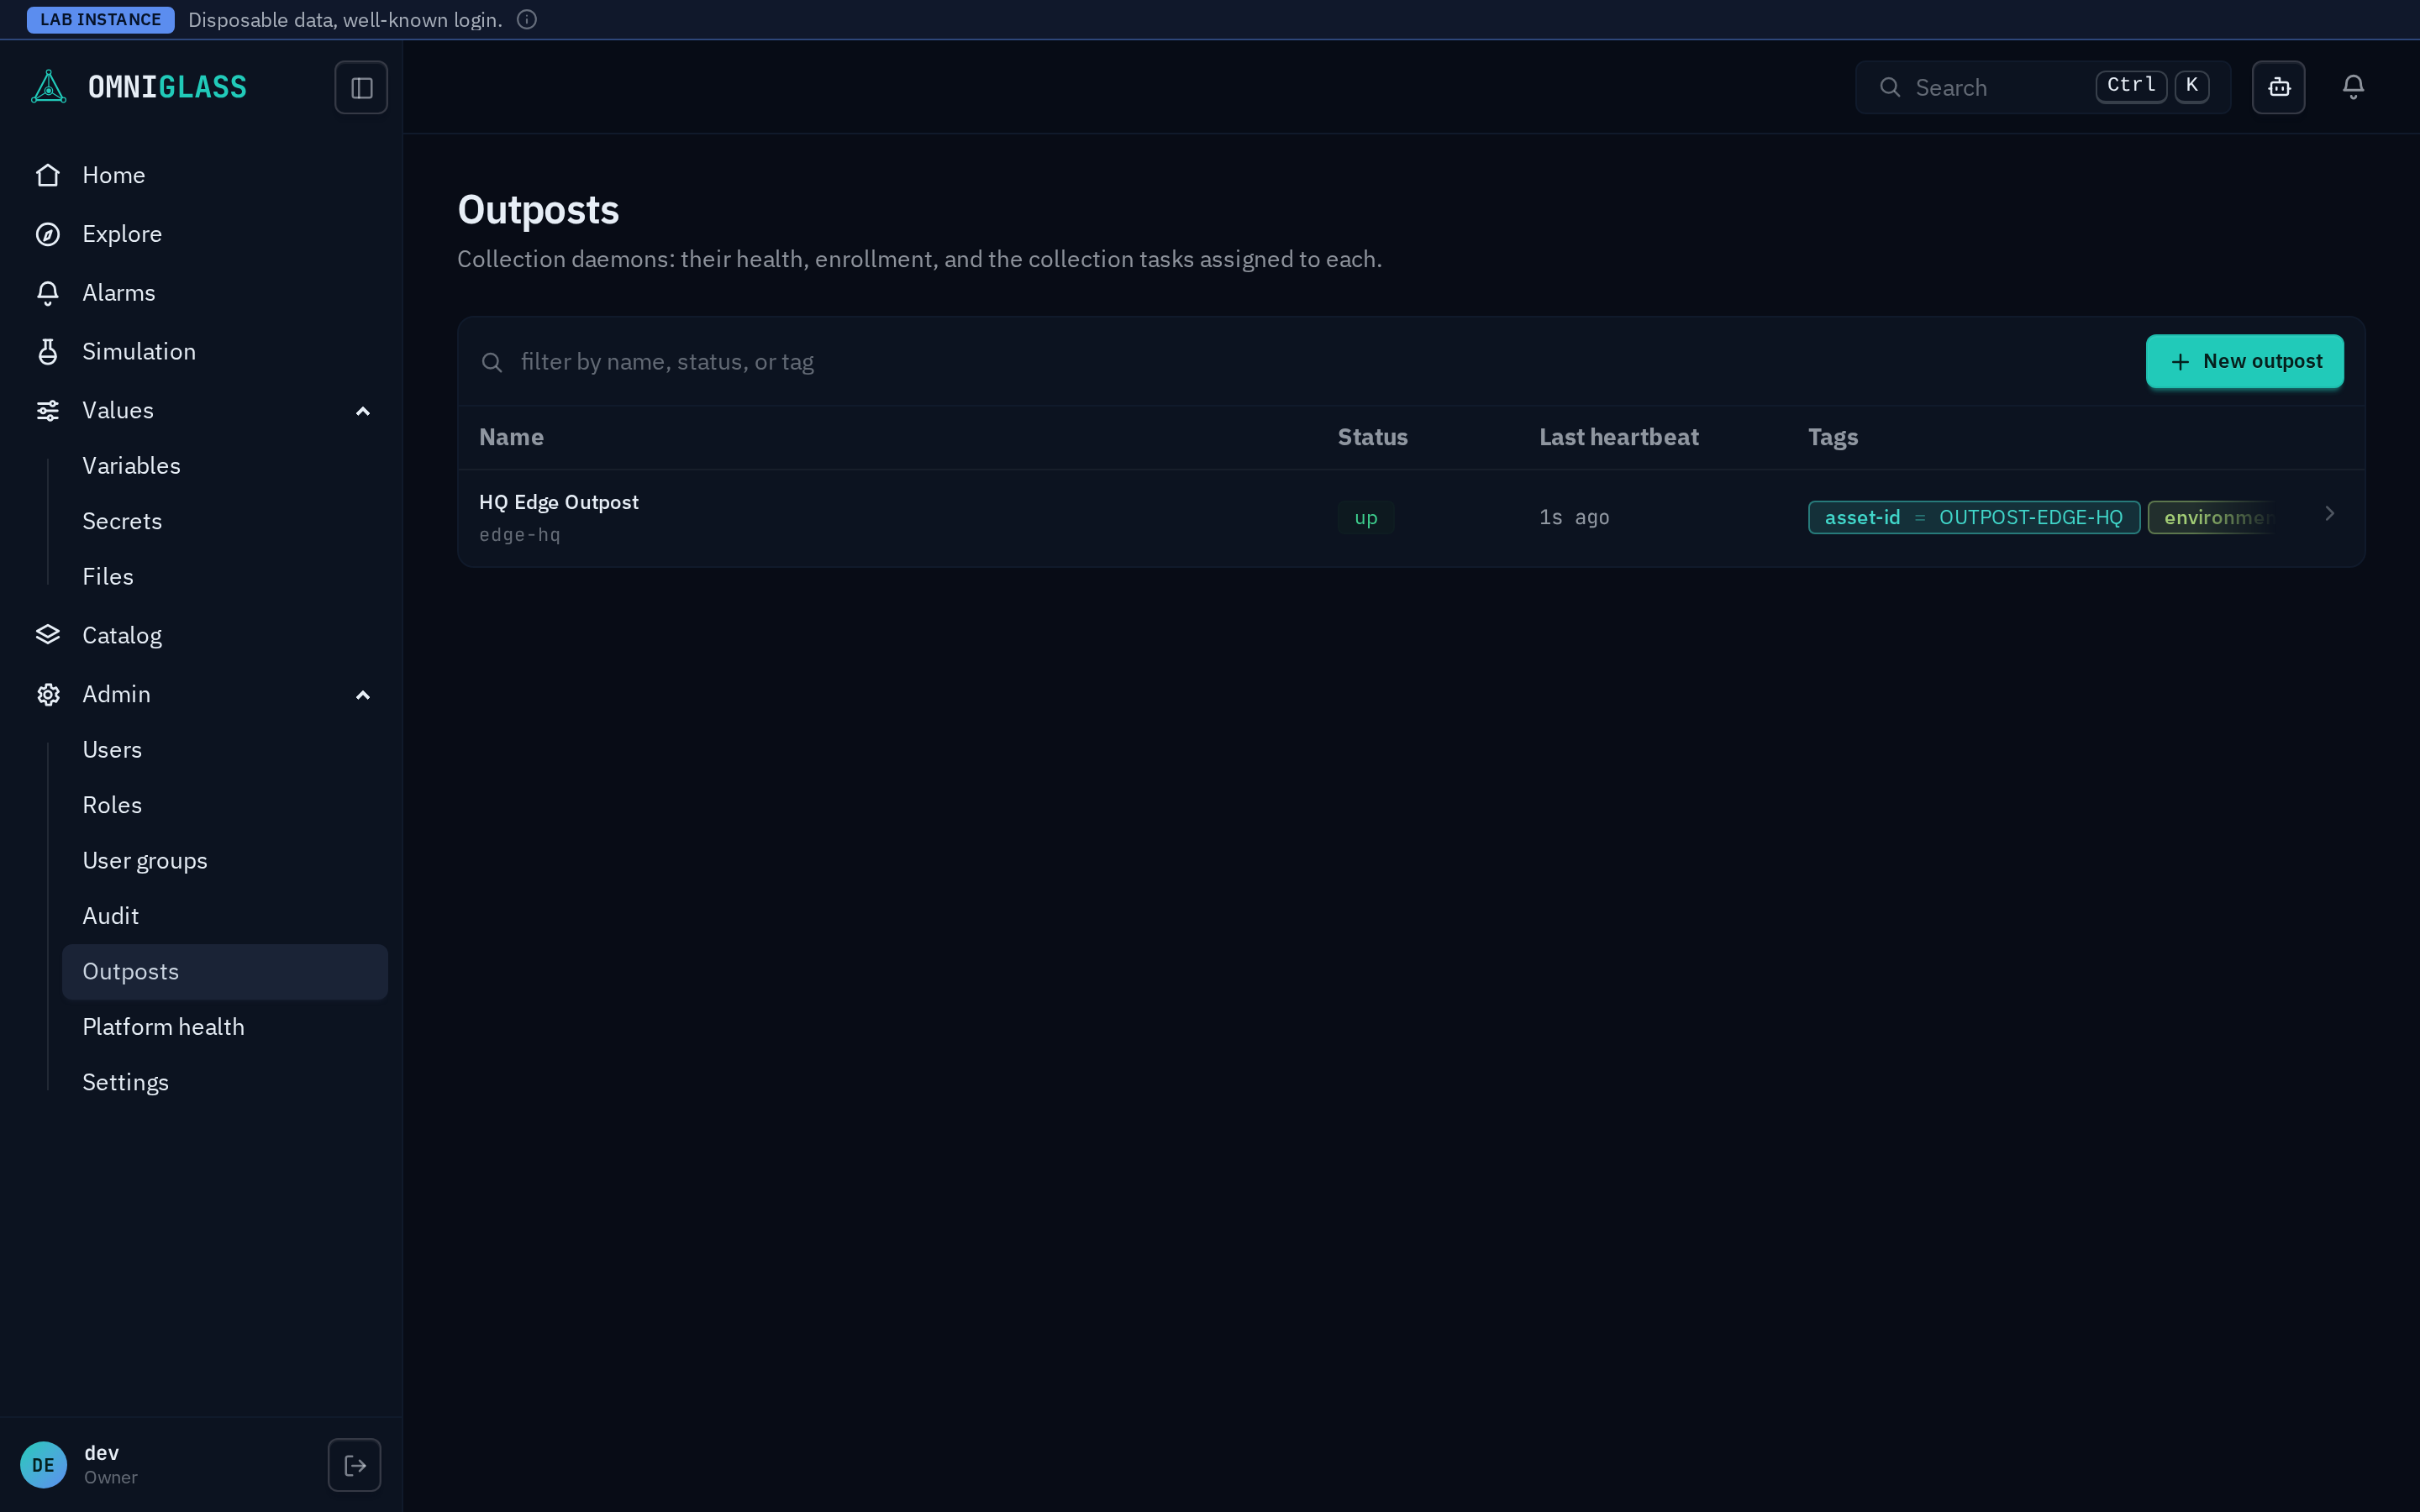 LAB INSTANCE Disposable data, well-known login.
OMNIGLASS
Search Ctrl K
Home
Explore
Alarms
Simulation
Values
Variables
Secrets
Files
Catalog
Admin
Users
Roles
User groups
Audit
Outposts
Platform health
Settings
DE dev
Owner
Outposts
Collection daemons: their health, enrollment, and the collection tasks assigned to each.
filter by name, status, or tag
New outpost
Name Status Last heartbeat Tags
HQ Edge Outpost
edge-hq
up 1s ago asset-id = OUTPOST-EDGE-HQ environmen